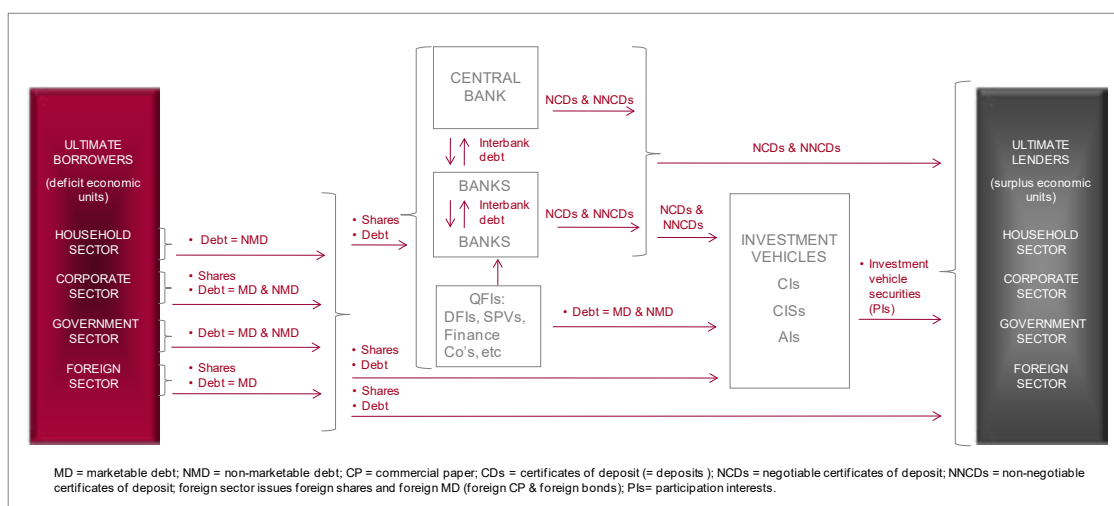 ULTIMATE
BORROWERS
(deficit economic
units)
HOUSEHOLD
SECTOR
CORPORATE
SECTOR
GOVERNMENT
SECTOR
FOREIGN
SECTOR
• Debt = NMD
• Shares
• Debt = MD & NMD
• Debt = MD & NMD
• Shares
• Debt = MD
• Shares
• Debt
CENTRAL
BANK
Interbank
debt
BANKS
Interbank
debt
BANKS
QFIs:
DFIs, SPVs,
Finance
Co's, etc
NCDs & NNCDs
NCDs & NNCDs
• Debt = MD & NMD
• Shares
• Debt
• Shares
• Debt
NCDs & NNCDs
NCDs &
NNCDs
INVESTMENT
VEHICLES
CIs
CISs
AIs
• Investment
vehicle
securities
(PIs)
ULTIMATE
LENDERS
(surplus economic
units)
HOUSEHOLD
SECTOR
CORPORATE
SECTOR
GOVERNMENT
SECTOR
FOREIGN
SECTOR
MD = marketable debt; NMD = non-marketable debt; CP = commercial paper; CDs = certificates of deposit (= deposits ); NCDs = negotiable certificates of deposit; NNCDs = non-negotiable
certificates of deposit; foreign sector issues foreign shares and foreign MD (foreign CP & foreign bonds); PIs= participation interests.